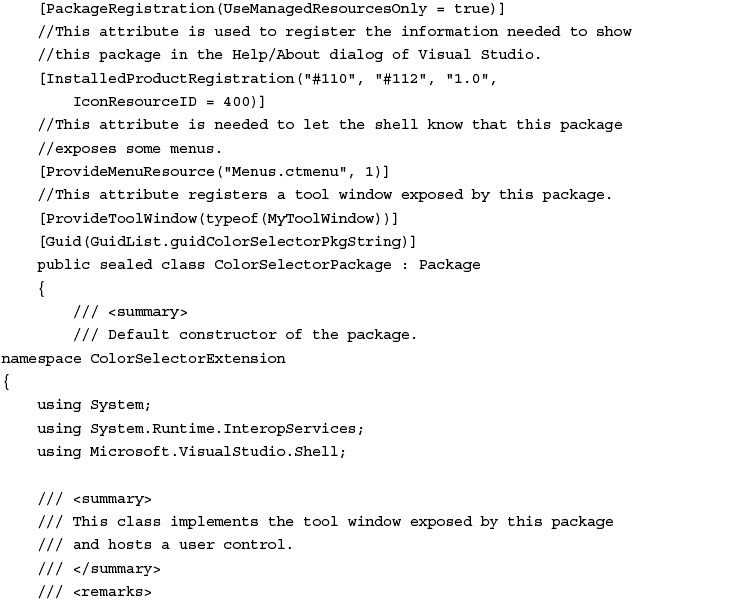 [PackageRegistration(UseManagedResourcesOnly = true)]
//This attribute is used to register the information needed to show
//this package in the Help/About dialog of Visual Studio.
[InstalledProductRegistration("#110", "#112", "1.0",
IconResourceID = 400)]
//This attribute is needed to let the shell know that this package
//exposes some menus.
[ProvideMenuResource("Menus.ctmenu", 1)]
//This attribute registers a tool window exposed by this package.
[ProvideToolWindow(typeof(MyToolWindow))]
[Guid(GuidList.guidColorSelectorPkgString)]
public sealed class ColorSelectorPackage : Package
{
/// <summary>
/// Default constructor of the package.
namespace ColorSelectorExtension
{
using System;
using System.Runtime.InteropServices;
using Microsoft.VisualStudio.Shell;
/// <summary>
/// This class implements the tool window exposed by this package
/// and hosts a user control.
/// </summary>
/// <remarks>